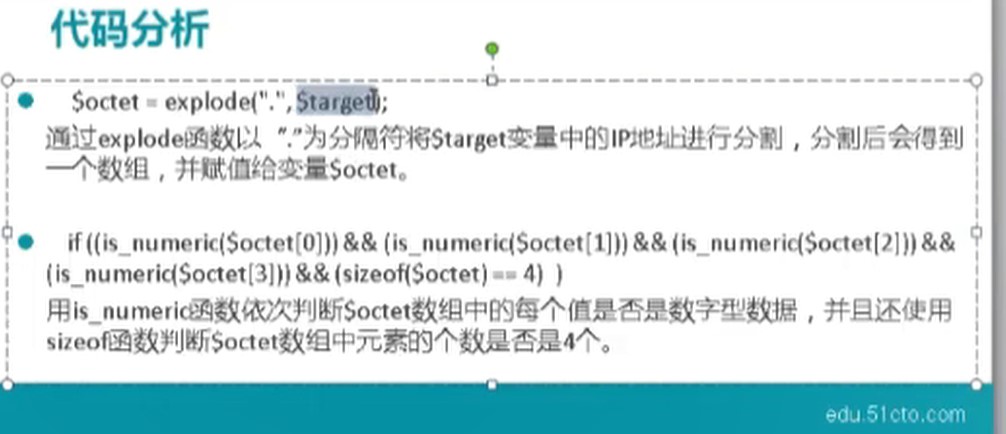 代码分析
$octet = explode(".", $target);
通过explode函数以 “.”为分隔符将$target变量中的IP地址进行分割，分割后会得到
一个数组，并赋值给变量$octet。
if ((is_numeric($octet[0])) && (is_numeric($octet[1])) && (is_numeric($octet[2])) &&
(is_numeric($octet[3])) && (sizeof($octet) == 4) )
用is_numeric函数依次判断$octet数组中的每个值是否是数字型数据，并且还使用
sizeof函数判断$octet数组中元素的个数是否是4个。
edu.51cto.com